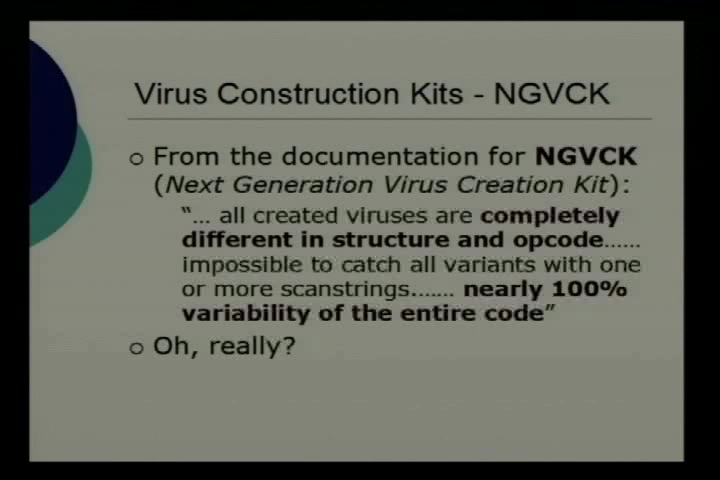 Virus Construction Kits - NGVCK
o From the documentation for NGVCK
(Next Generation Virus Creation Kit):
“... all created viruses are completely
different in structure and opcode......
impossible to catch all variants with one
or more scanstrings....... nearly 100%
variability of the entire code”
o Oh, really?